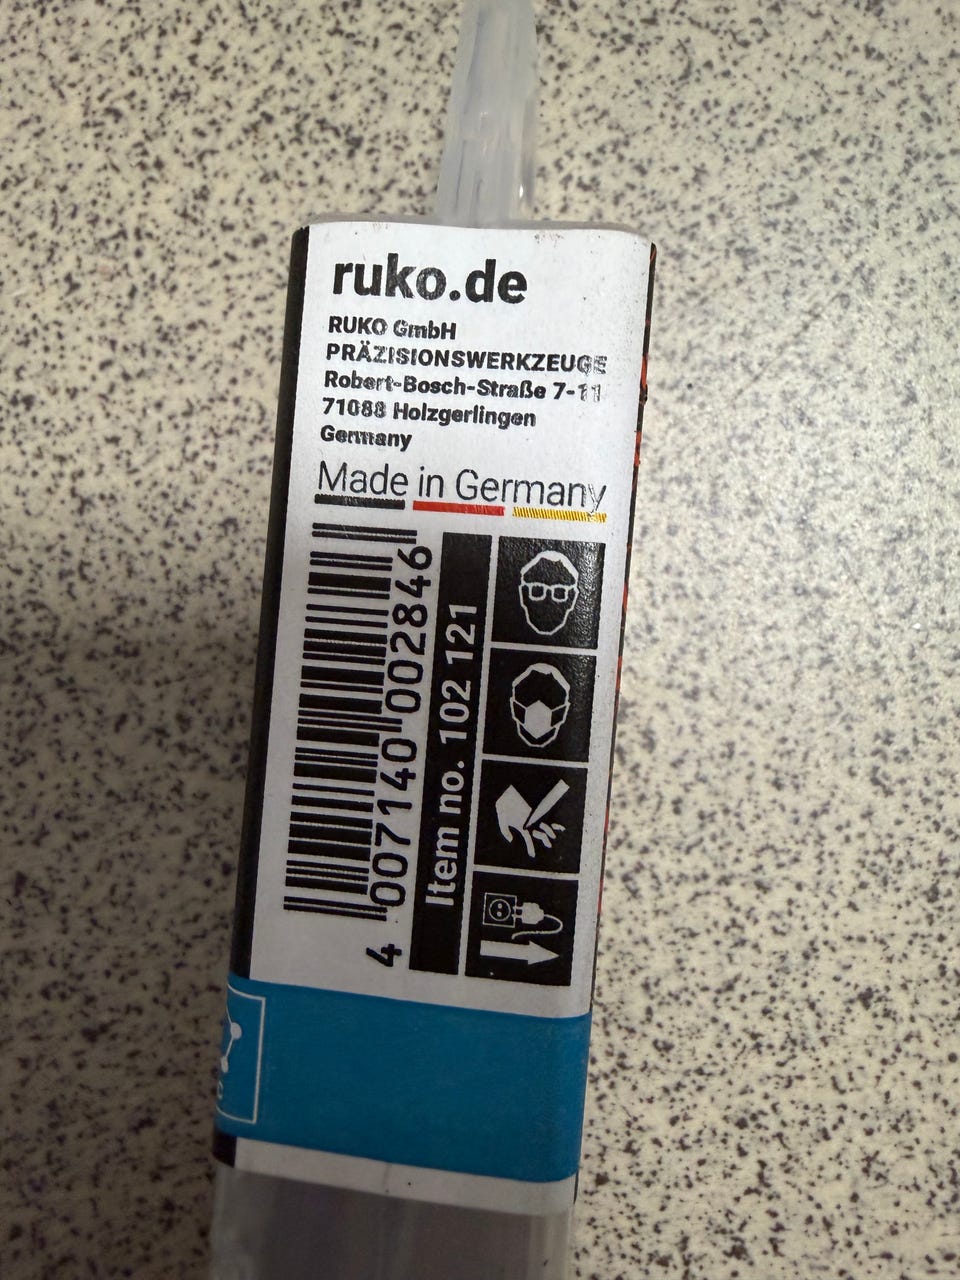 ruko.de
RUKO GmbH
PRÄZISIONSWERKZEUGE
Robert-Bosch-Straße 7-11
71088 Holzgerlingen
Germany
Made in Germany
4 007140 002846
Item no. 102 121